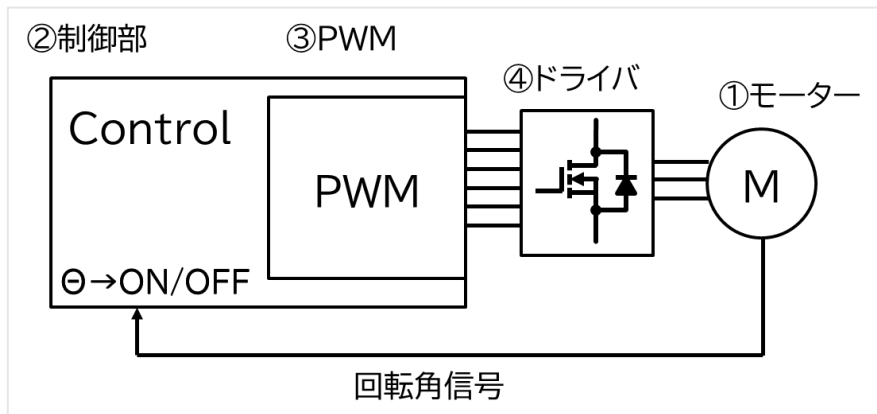 ②制御部
③PWM
④ドライバ
①モーター
Control
PWM
M
Θ→ON/OFF
回転角信号